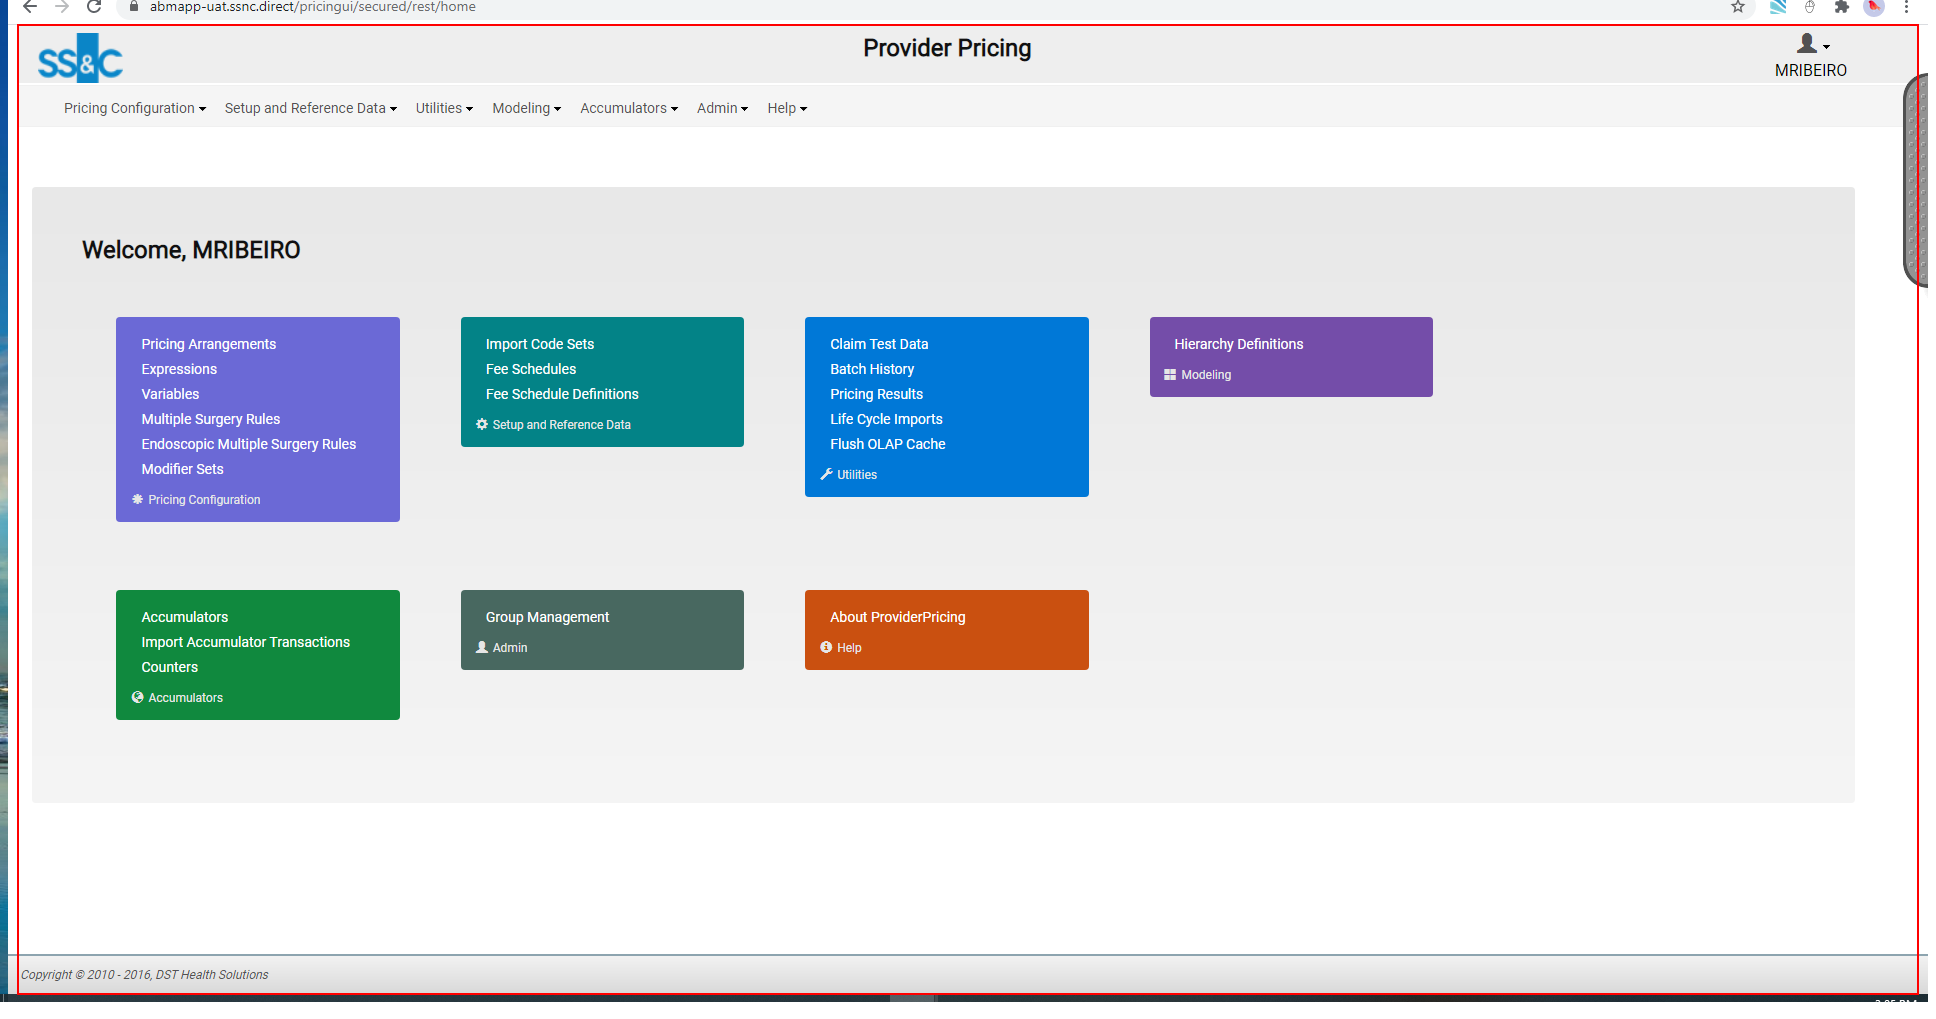 abmapp-uat.ssnc.direct/pricingui/secured/rest/home
SS&C
Provider Pricing
MRIBEIRO
Pricing Configuration Setup and Reference Data Utilities Modeling Accumulators Admin Help
Welcome, MRIBEIRO
Pricing Arrangements
Expressions
Variables
Multiple Surgery Rules
Endoscopic Multiple Surgery Rules
Modifier Sets
Pricing Configuration
Import Code Sets
Fee Schedules
Fee Schedule Definitions
Setup and Reference Data
Claim Test Data
Batch History
Pricing Results
Life Cycle Imports
Flush OLAP Cache
Utilities
Hierarchy Definitions
Modeling
Accumulators
Import Accumulator Transactions
Counters
Accumulators
Group Management
Admin
About ProviderPricing
Help
Copyright © 2010 - 2016, DST Health Solutions